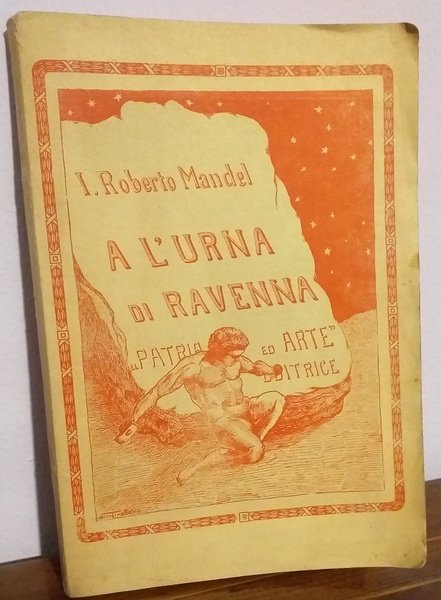 I. Roberto Mandel
A L'URNA
DI RAVENNA
„PATRIA ED ARTE"
EDITRICE